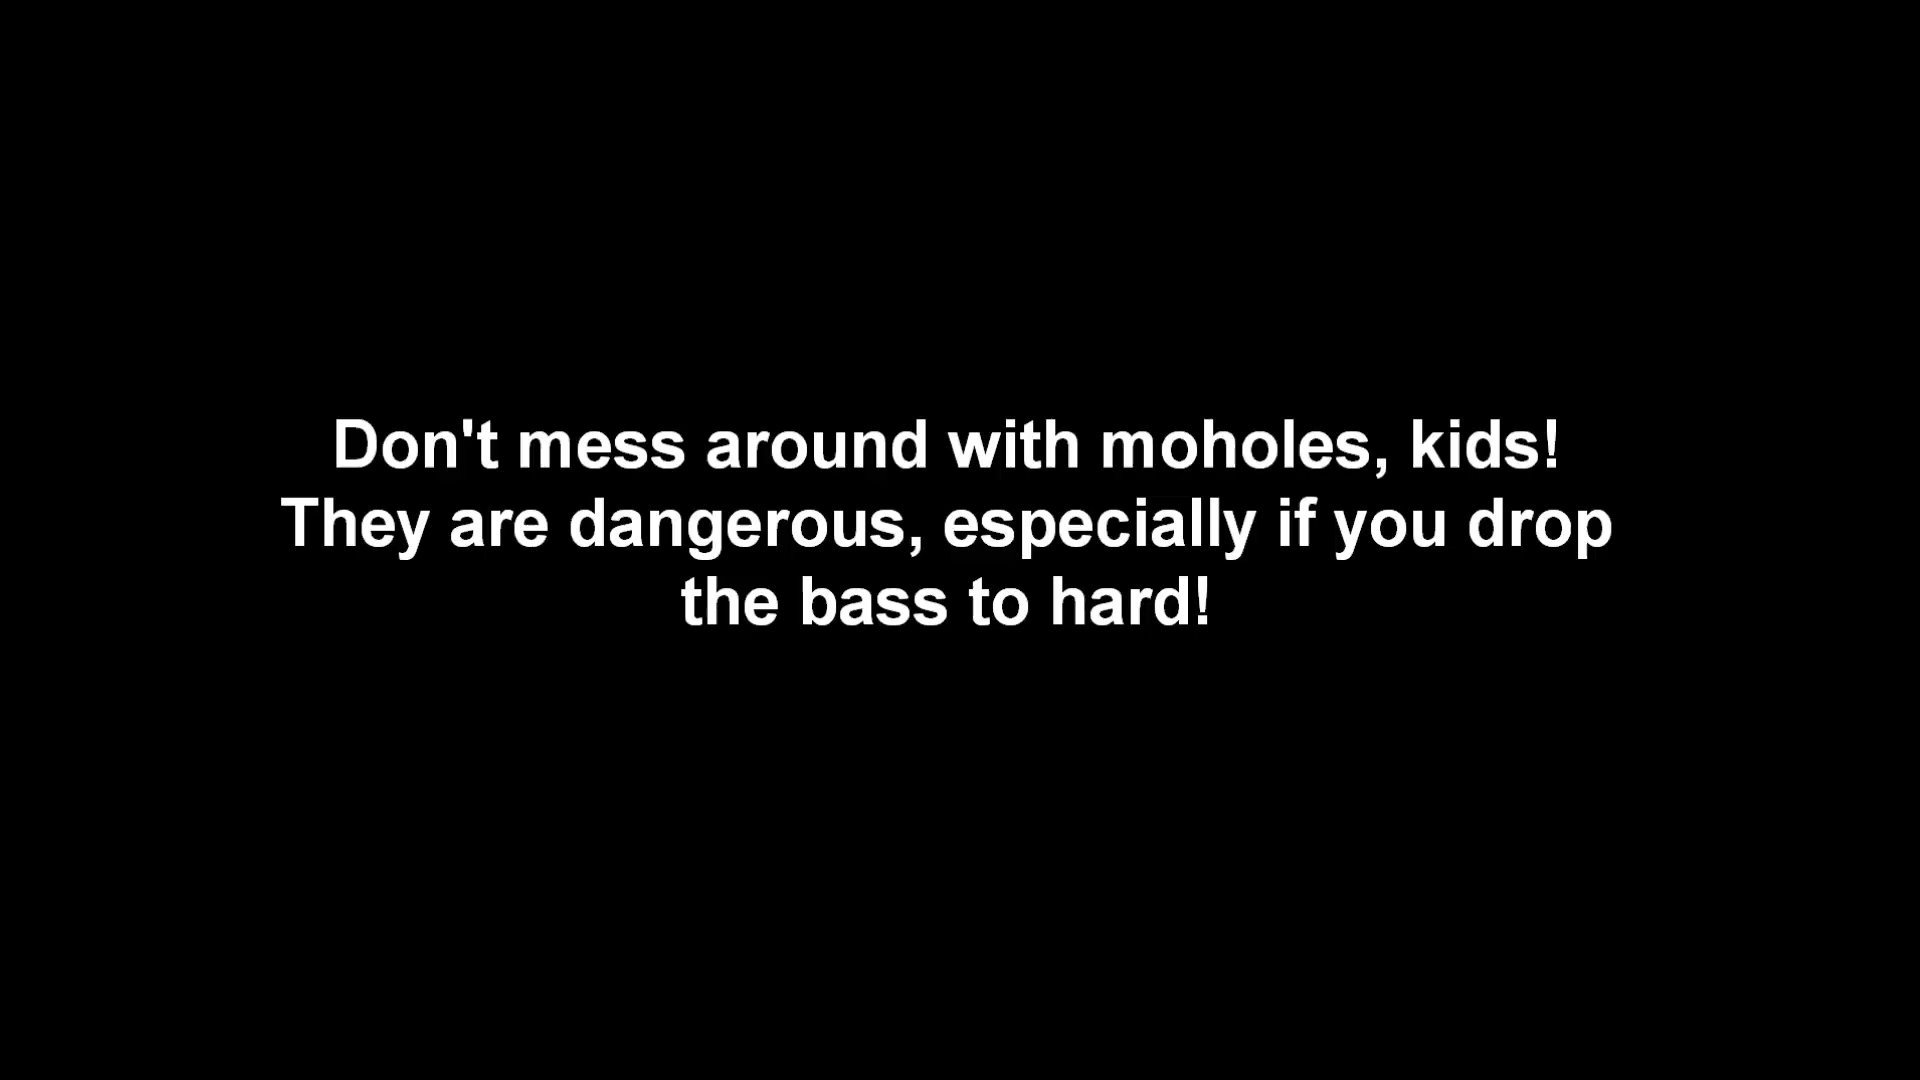 Don't mess around with moholes, kids!
They are dangerous, especially if you drop
the bass to hard!